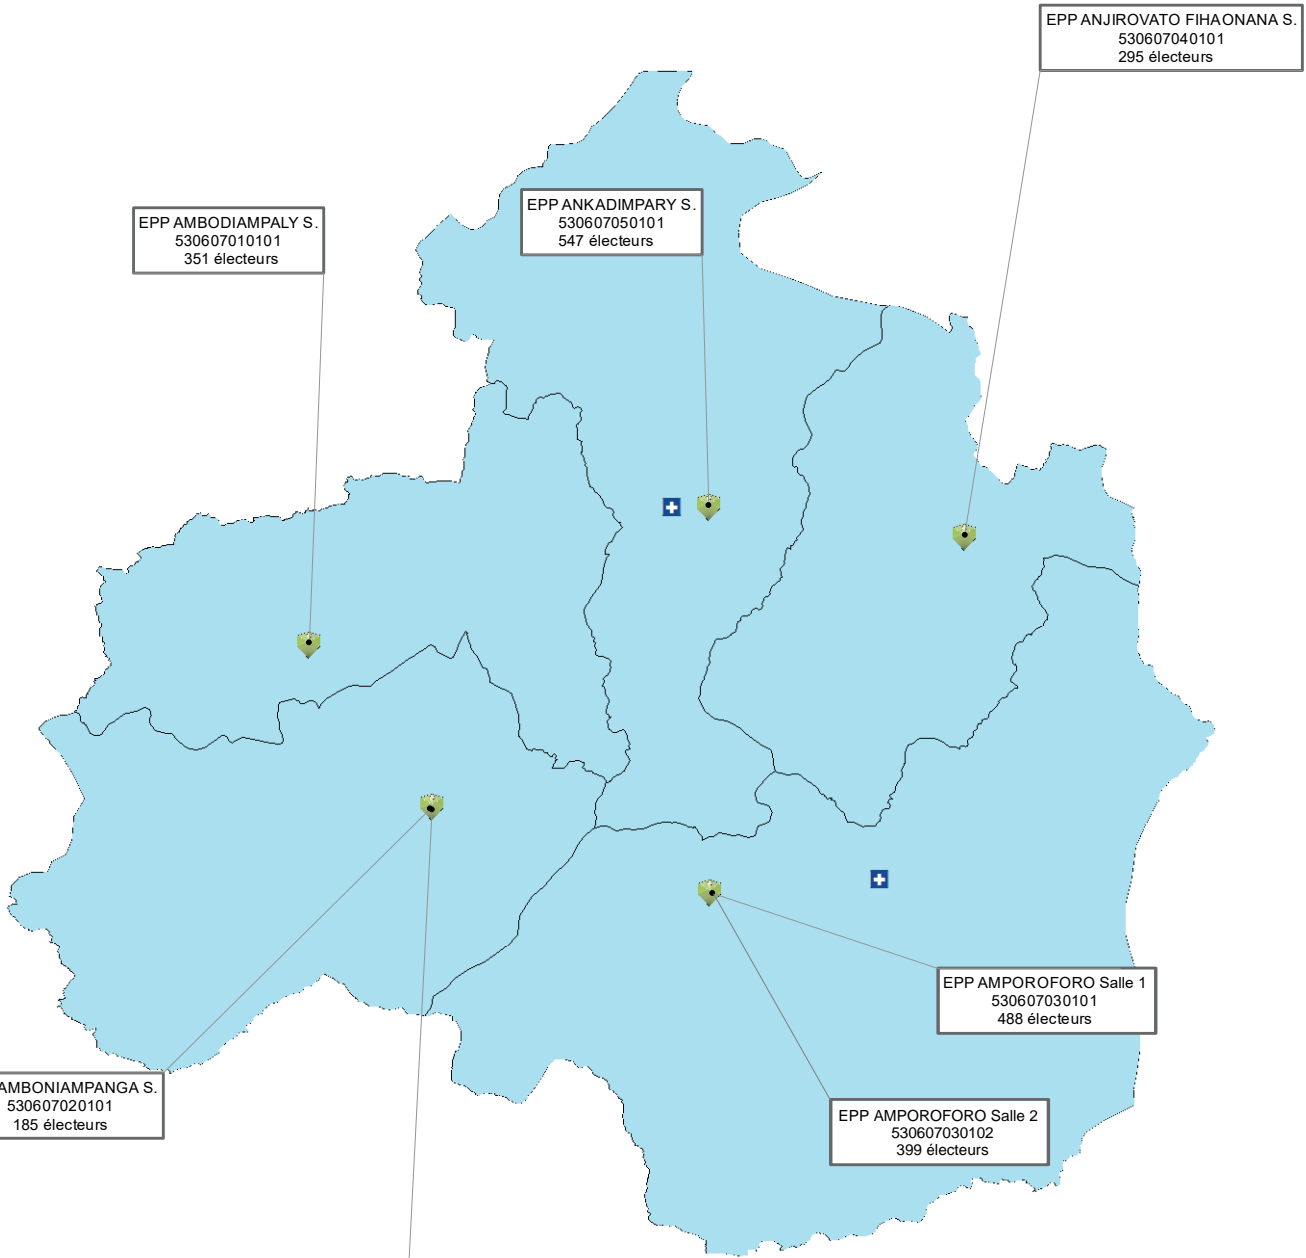 EPP ANJIROVATO FIHAONANA S.
530607040101
295 électeurs
EPP ANKADIMPARY S.
530607050101
547 électeurs
EPP AMBODIAMPALY S.
530607010101
351 électeurs
EPP AMPOROFORO Salle 1
530607030101
488 électeurs
AMBONIAMPANGA S.
530607020101
185 électeurs
EPP AMPOROFORO Salle 2
530607030102
399 électeurs